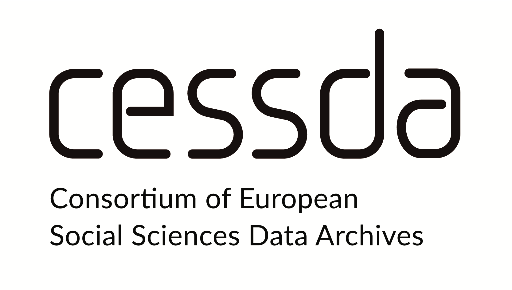 cessda
Consortium of European
Social Sciences Data Archives